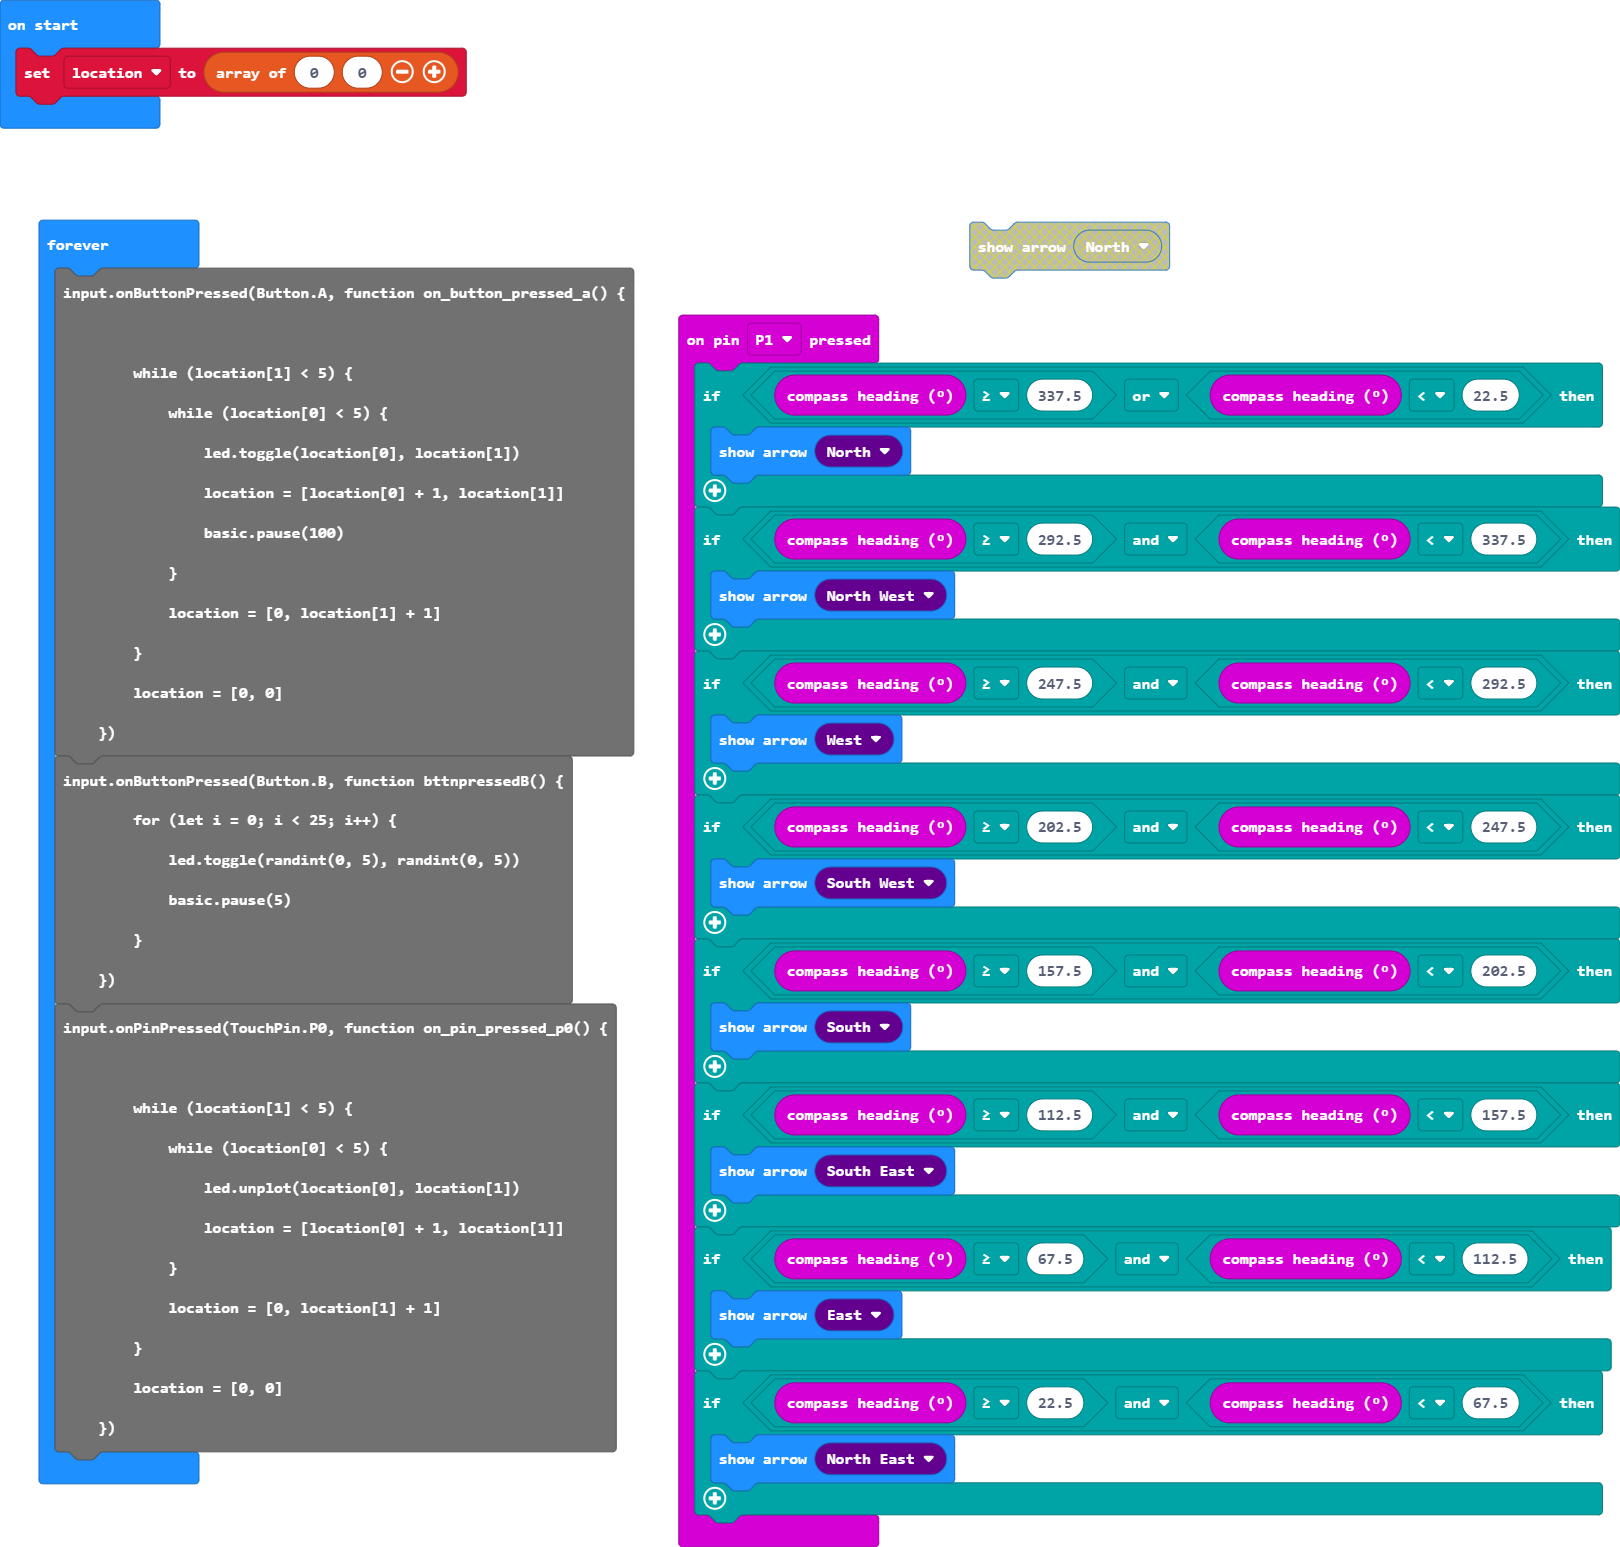 on start
set location to array of 0 0
forever
input.onButtonPressed(Button.A, function on_button_pressed_a() {
while (location[1] < 5) {
while (location[0] < 5) {
led.toggle(location[0], location[1])
location = [location[0] + 1, location[1]]
basic.pause(100)
}
location = [0, location[1] + 1]
}
location = [0, 0]
})
input.onButtonPressed(Button.B, function bttnpressedB() {
for (let i = 0; i < 25; i++) {
led.toggle(randint(0, 5), randint(0, 5))
basic.pause(5)
}
})
input.onPinPressed(TouchPin.P0, function on_pin_pressed_p0() {
while (location[1] < 5) {
while (location[0] < 5) {
led.unplot(location[0], location[1])
location = [location[0] + 1, location[1]]
}
location = [0, location[1] + 1]
}
location = [0, 0]
})
show arrow North
on pin P1 pressed
if compass heading (°) ≥ 337.5 or compass heading (°) < 22.5 then
show arrow North
if compass heading (°) ≥ 292.5 and compass heading (°) < 337.5 then
show arrow North West
if compass heading (°) ≥ 247.5 and compass heading (°) < 292.5 then
show arrow West
if compass heading (°) ≥ 202.5 and compass heading (°) < 247.5 then
show arrow South West
if compass heading (°) ≥ 157.5 and compass heading (°) < 202.5 then
show arrow South
if compass heading (°) ≥ 112.5 and compass heading (°) < 157.5 then
show arrow South East
if compass heading (°) ≥ 67.5 and compass heading (°) < 112.5 then
show arrow East
if compass heading (°) ≥ 22.5 and compass heading (°) < 67.5 then
show arrow North East